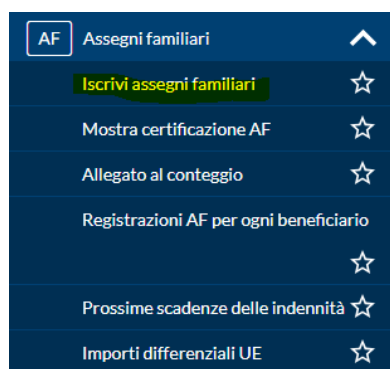 AF Assegni familiari
Iscrivi assegni familiari
Mostra certificazione AF
Allegato al conteggio
Registrazioni AF per ogni beneficiario
Prossime scadenze delle indennità
Importi differenziali UE